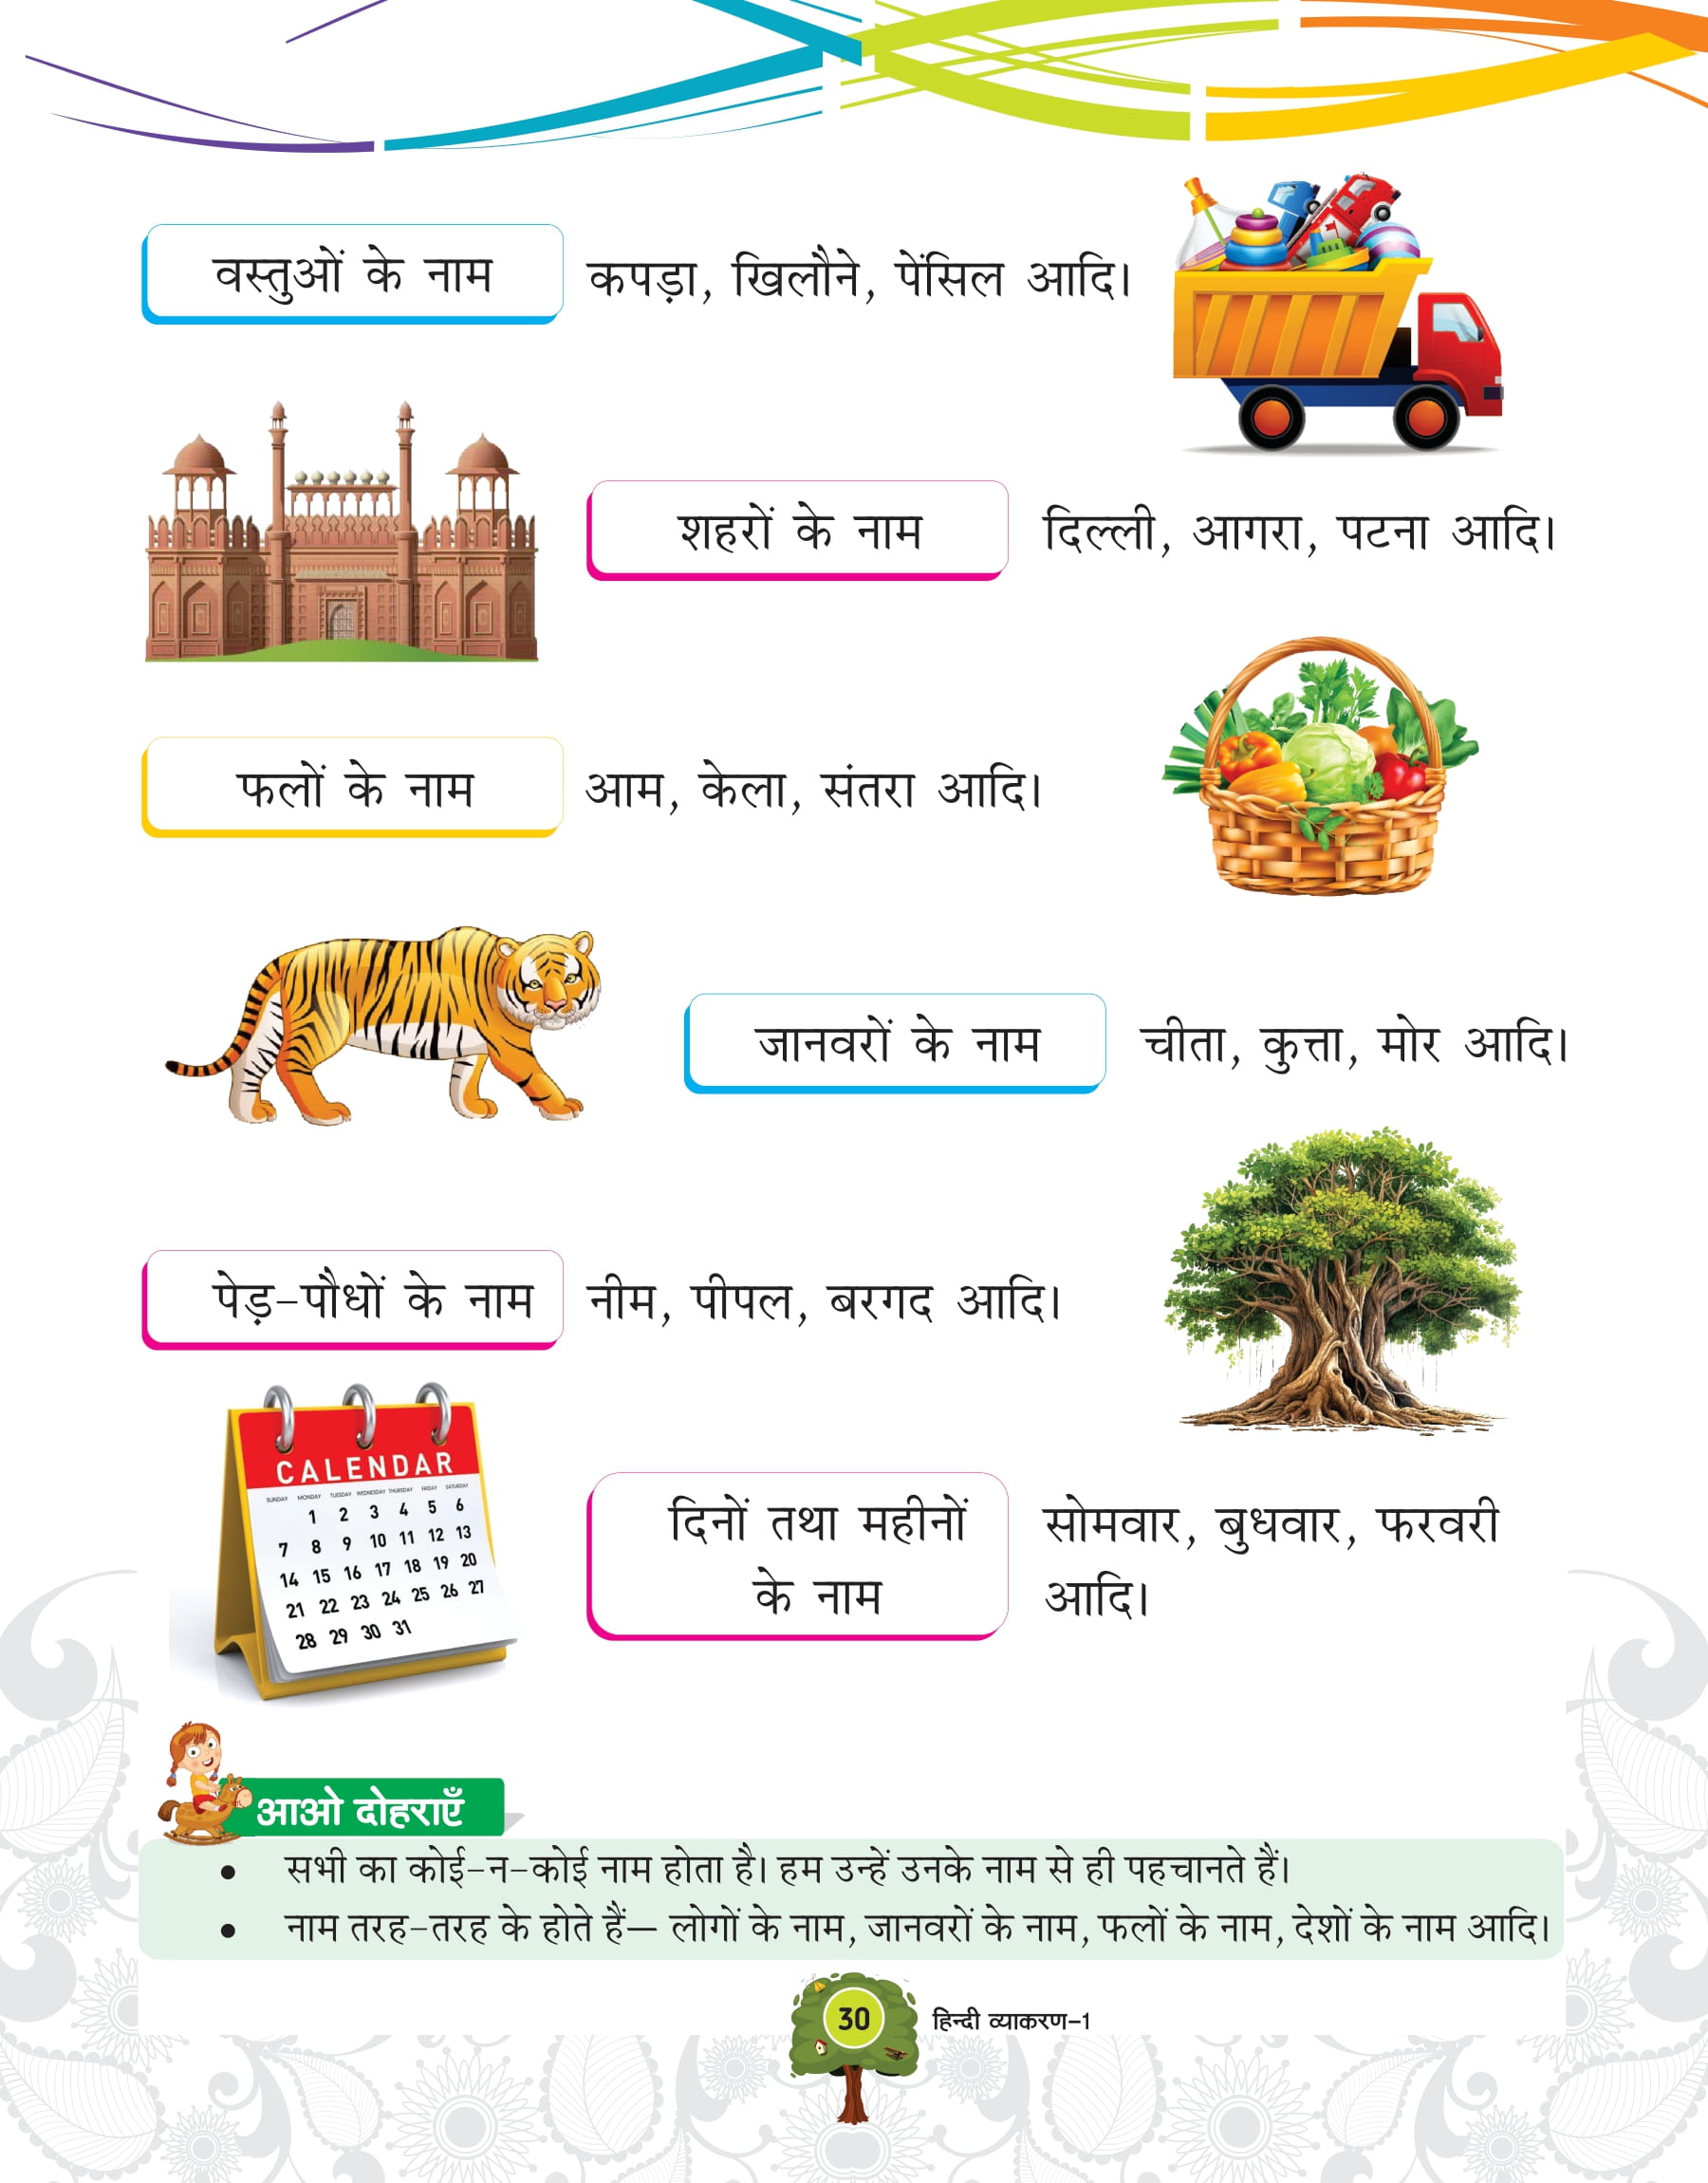 वस्तुओं के नाम
कपड़ा, खिलौने, पेंसिल आदि।
शहरों के नाम
दिल्ली, आगरा, पटना आदि।
फलों के नाम
आम, केला, संतरा आदि।
जानवरों के नाम
चीता, कुत्ता, मोर आदि।
पेड़-पौधों के नाम
नीम, पीपल, बरगद आदि।
CALENDAR
SUNDAY MONDAY TUESDAY WEDNESDAY THURSDAY FRIDAY SATURDAY
1 2 3 4 5 6
7 8 9 10 11 12 13
14 15 16 17 18 19 20
21 22 23 24 25 26 27
28 29 30 31
दिनों तथा महीनों
के नाम
सोमवार, बुधवार, फरवरी
आदि।
आओ दोहराएँ
• सभी का कोई-न-कोई नाम होता है। हम उन्हें उनके नाम से ही पहचानते हैं।
• नाम तरह-तरह के होते हैं— लोगों के नाम, जानवरों के नाम, फलों के नाम, देशों के नाम आदि।
30 हिन्दी व्याकरण-1